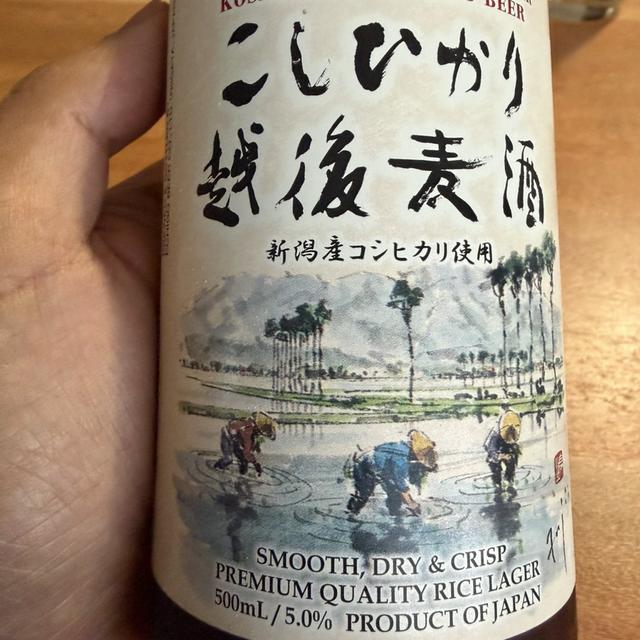 BEER
こしひかり
越後麦酒
新潟産コシヒカリ使用
SMOOTH, DRY & CRISP
PREMIUM QUALITY RICE LAGER
500mL / 5.0% PRODUCT OF JAPAN